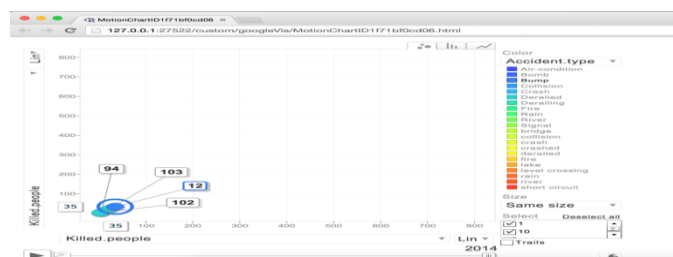 MotionChartID1f71bf0cd06 ×
127.0.0.1:27522/custom/googleVis/MotionChartID1f71bf0cd06.html
Color
Accident.type
Air-condition
Bomb
Bump
Collision
Crash
Derailed
Derailing
Fire
Rain
River
Signal
bridge
collision
crash
crashed
derailed
fire
lake
level crossing
rain
river
short circuit
Size
Same size
Select Deselect all
1
10
Trails
Lin
800
700
600
500
400
300
200
100
35
Killed.people
94
103
12
102
35
100 200 300 400 500 600 700 800
Killed.people Lin
2014